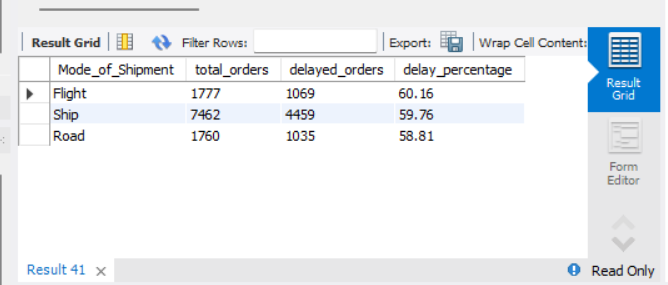 Result Grid Filter Rows: Export: Wrap Cell Content:
Mode_of_Shipment total_orders delayed_orders delay_percentage
Flight 1777 1069 60.16
Ship 7462 4459 59.76
Road 1760 1035 58.81
Result
Grid
Form
Editor
Result 41 Read Only